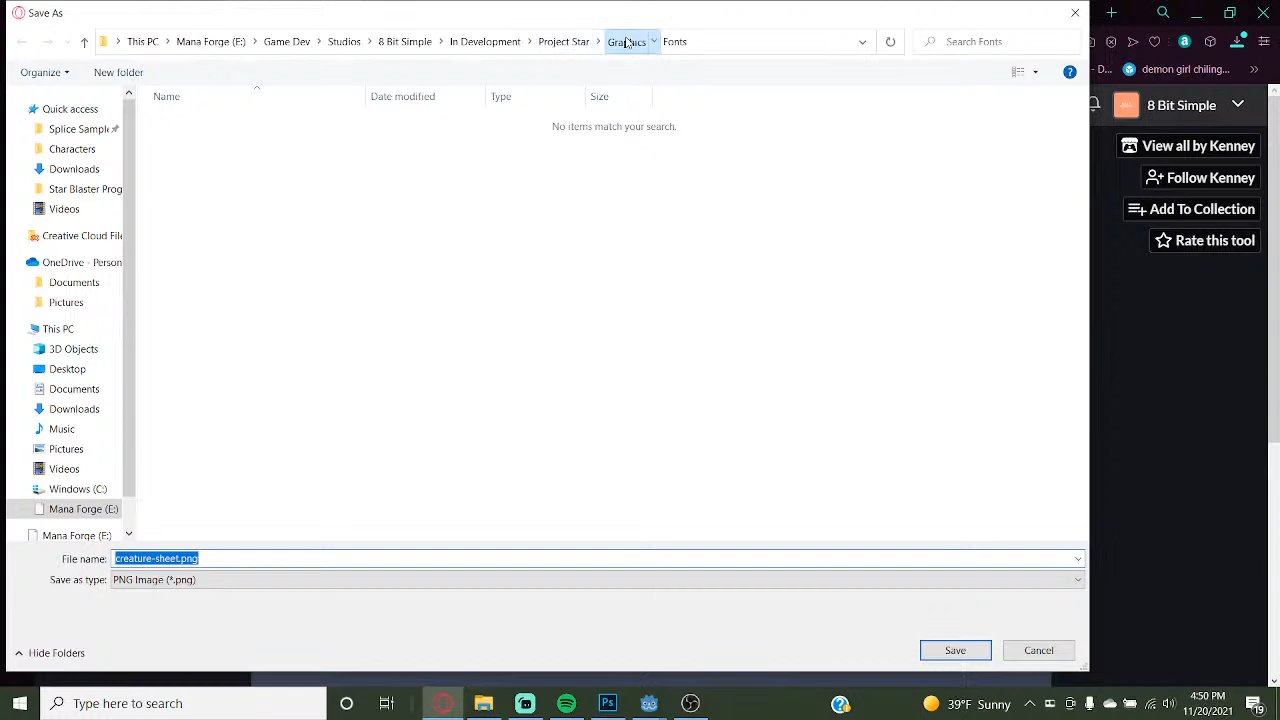 Save As
This PC > Mana Forge (E:) > Game Dev > Studios > 8 Bit Simple > In Development > Project Star > Graphics Fonts
Search Fonts
Organize New folder
Name Date modified Type Size
No items match your search.
Quick access
Splice Sample
Characters
Downloads
Star Blaster Prog
Videos
Creative Cloud File
OneDrive - Person
Documents
Pictures
This PC
3D Objects
Desktop
Documents
Downloads
Music
Pictures
Videos
Windows (C:)
Mana Forge (E:)
Mana Forge (E:)
File name: creature-sheet.png
Save as type: PNG Image (*.png)
Hide Folders
Save Cancel
D... demon girl chiling...
8 Bit Simple
View all by Kenney
Follow Kenney
Add To Collection
Rate this tool
Type here to search
Ps
30°F Sunny
4:50 PM
11/20/2021
19